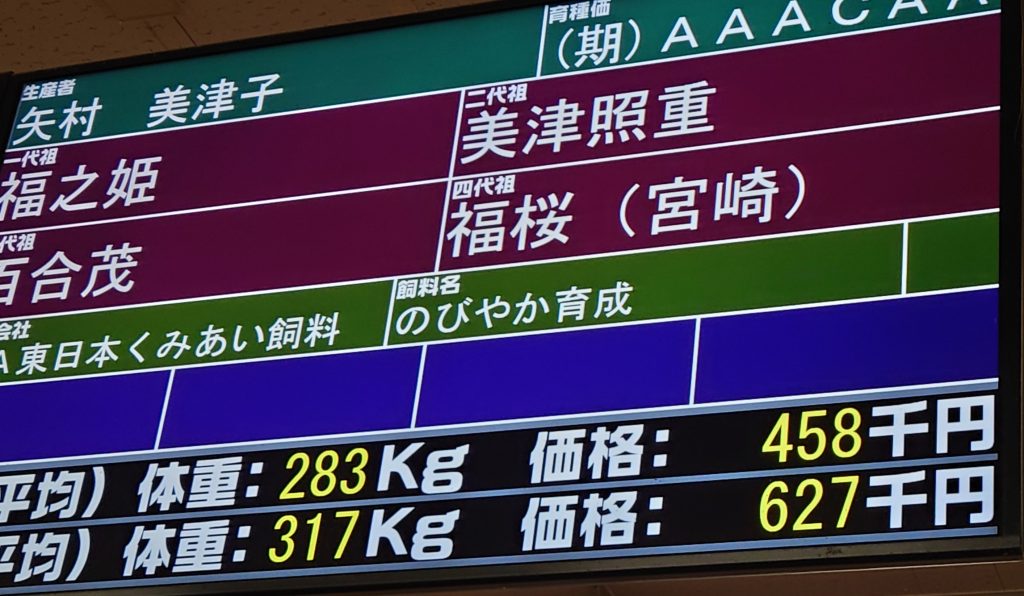 生産者
矢村 美津子
育種価
(期) A A A C A A
一代祖
福之姫
二代祖
美津照重
代祖
百合茂
四代祖
福桜(宮崎)
会社
A東日本くみあい飼料
飼料名
のびやか育成
平均) 体重: 283Kg 価格: 458千円
平均) 体重: 317Kg 価格: 627千円